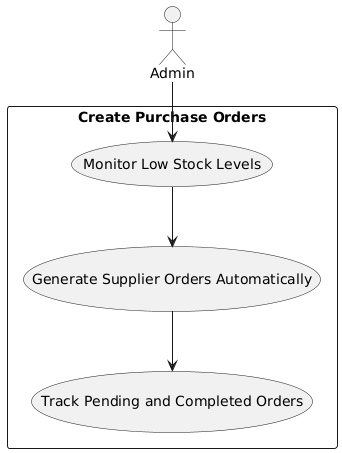 Admin
Create Purchase Orders
Monitor Low Stock Levels
Generate Supplier Orders Automatically
Track Pending and Completed Orders